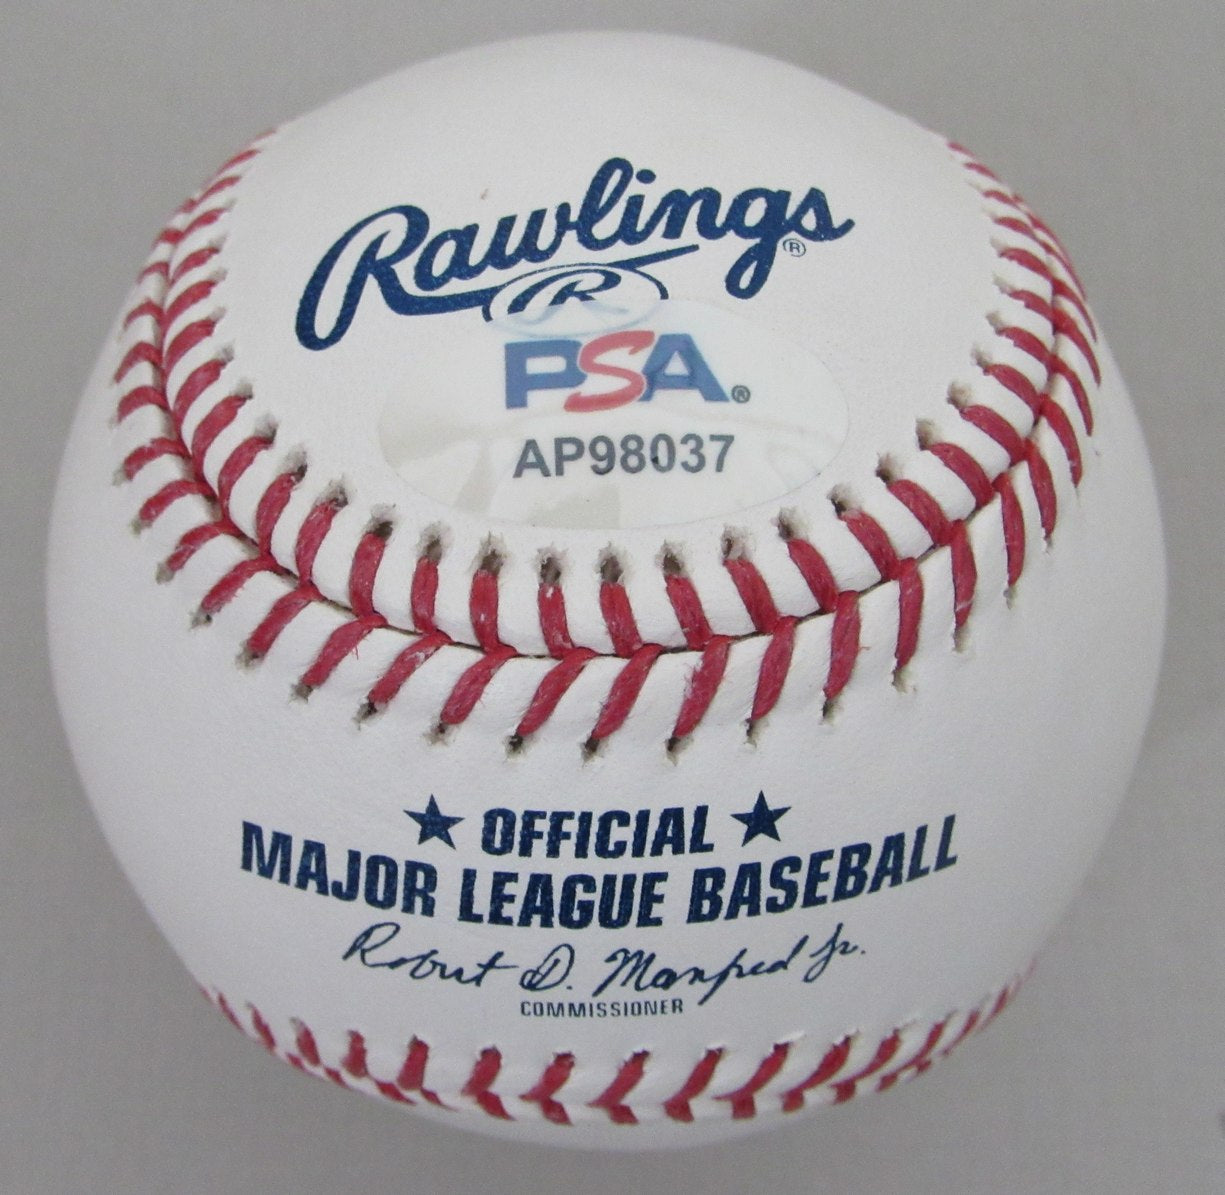 Rawlings®
R
PSA®
AP98037
★ OFFICIAL ★
MAJOR LEAGUE BASEBALL
Robert D. Manfred Jr.
COMMISSIONER